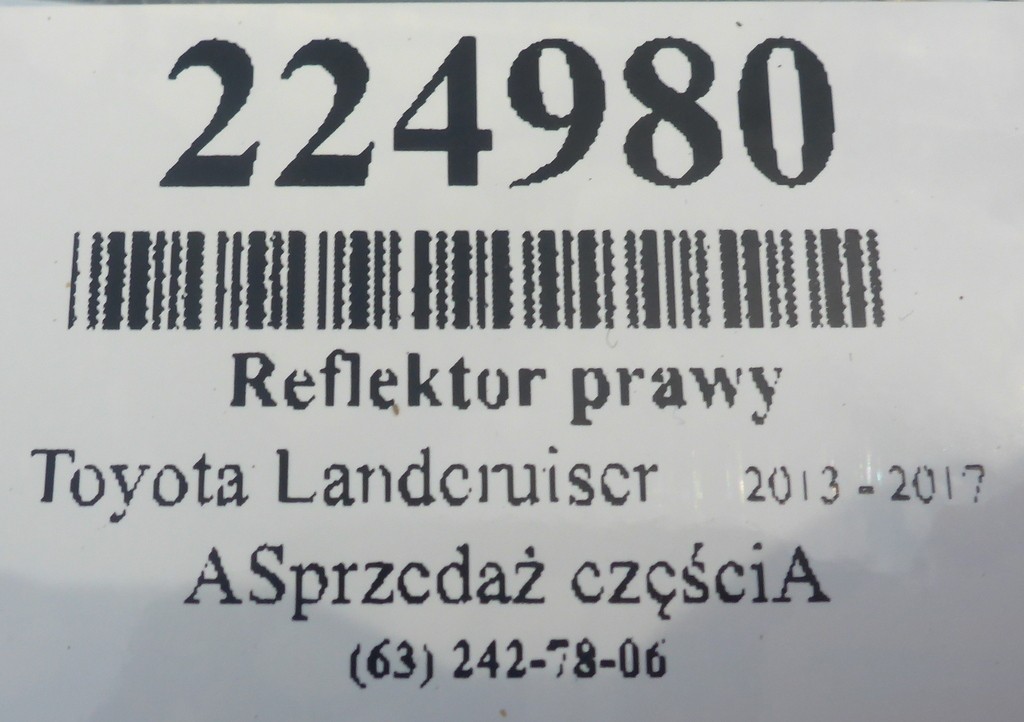 224980
Reflektor prawy
Toyota Landcruiser 2013 - 2017
ASprzedaż częściA
(63) 242-78-06